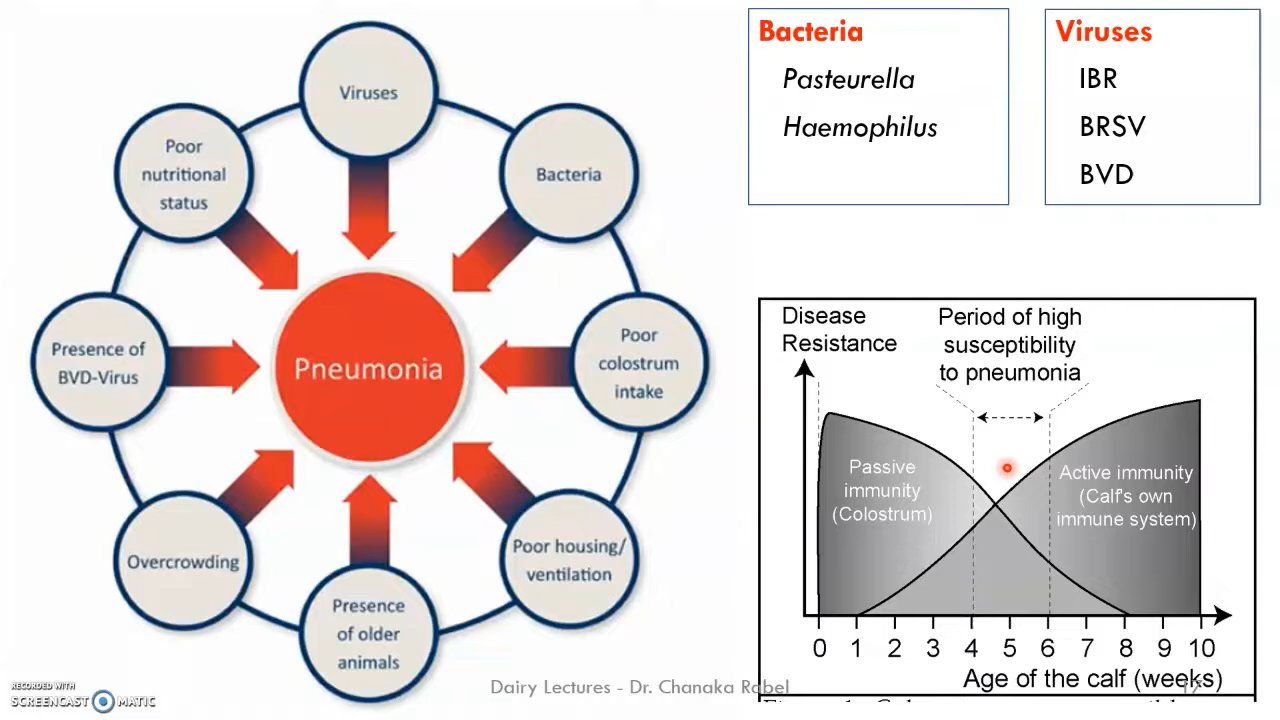 Viruses
Bacteria
Poor
colostrum
intake
Poor housing/
ventilation
Presence
of older
animals
Overcrowding
Presence of
BVD-Virus
Poor
nutritional
status
Pneumonia
Bacteria
Pasteurella
Haemophilus
Viruses
IBR
BRSV
BVD
Disease
Resistance
Period of high
susceptibility
to pneumonia
Passive
immunity
(Colostrum)
Active immunity
(Calf's own
immune system)
0 1 2 3 4 5 6 7 8 9 10
Age of the calf (weeks)
Dairy Lectures - Dr. Chanaka Rabel
RECORDED WITH
SCREENCAST MATIC